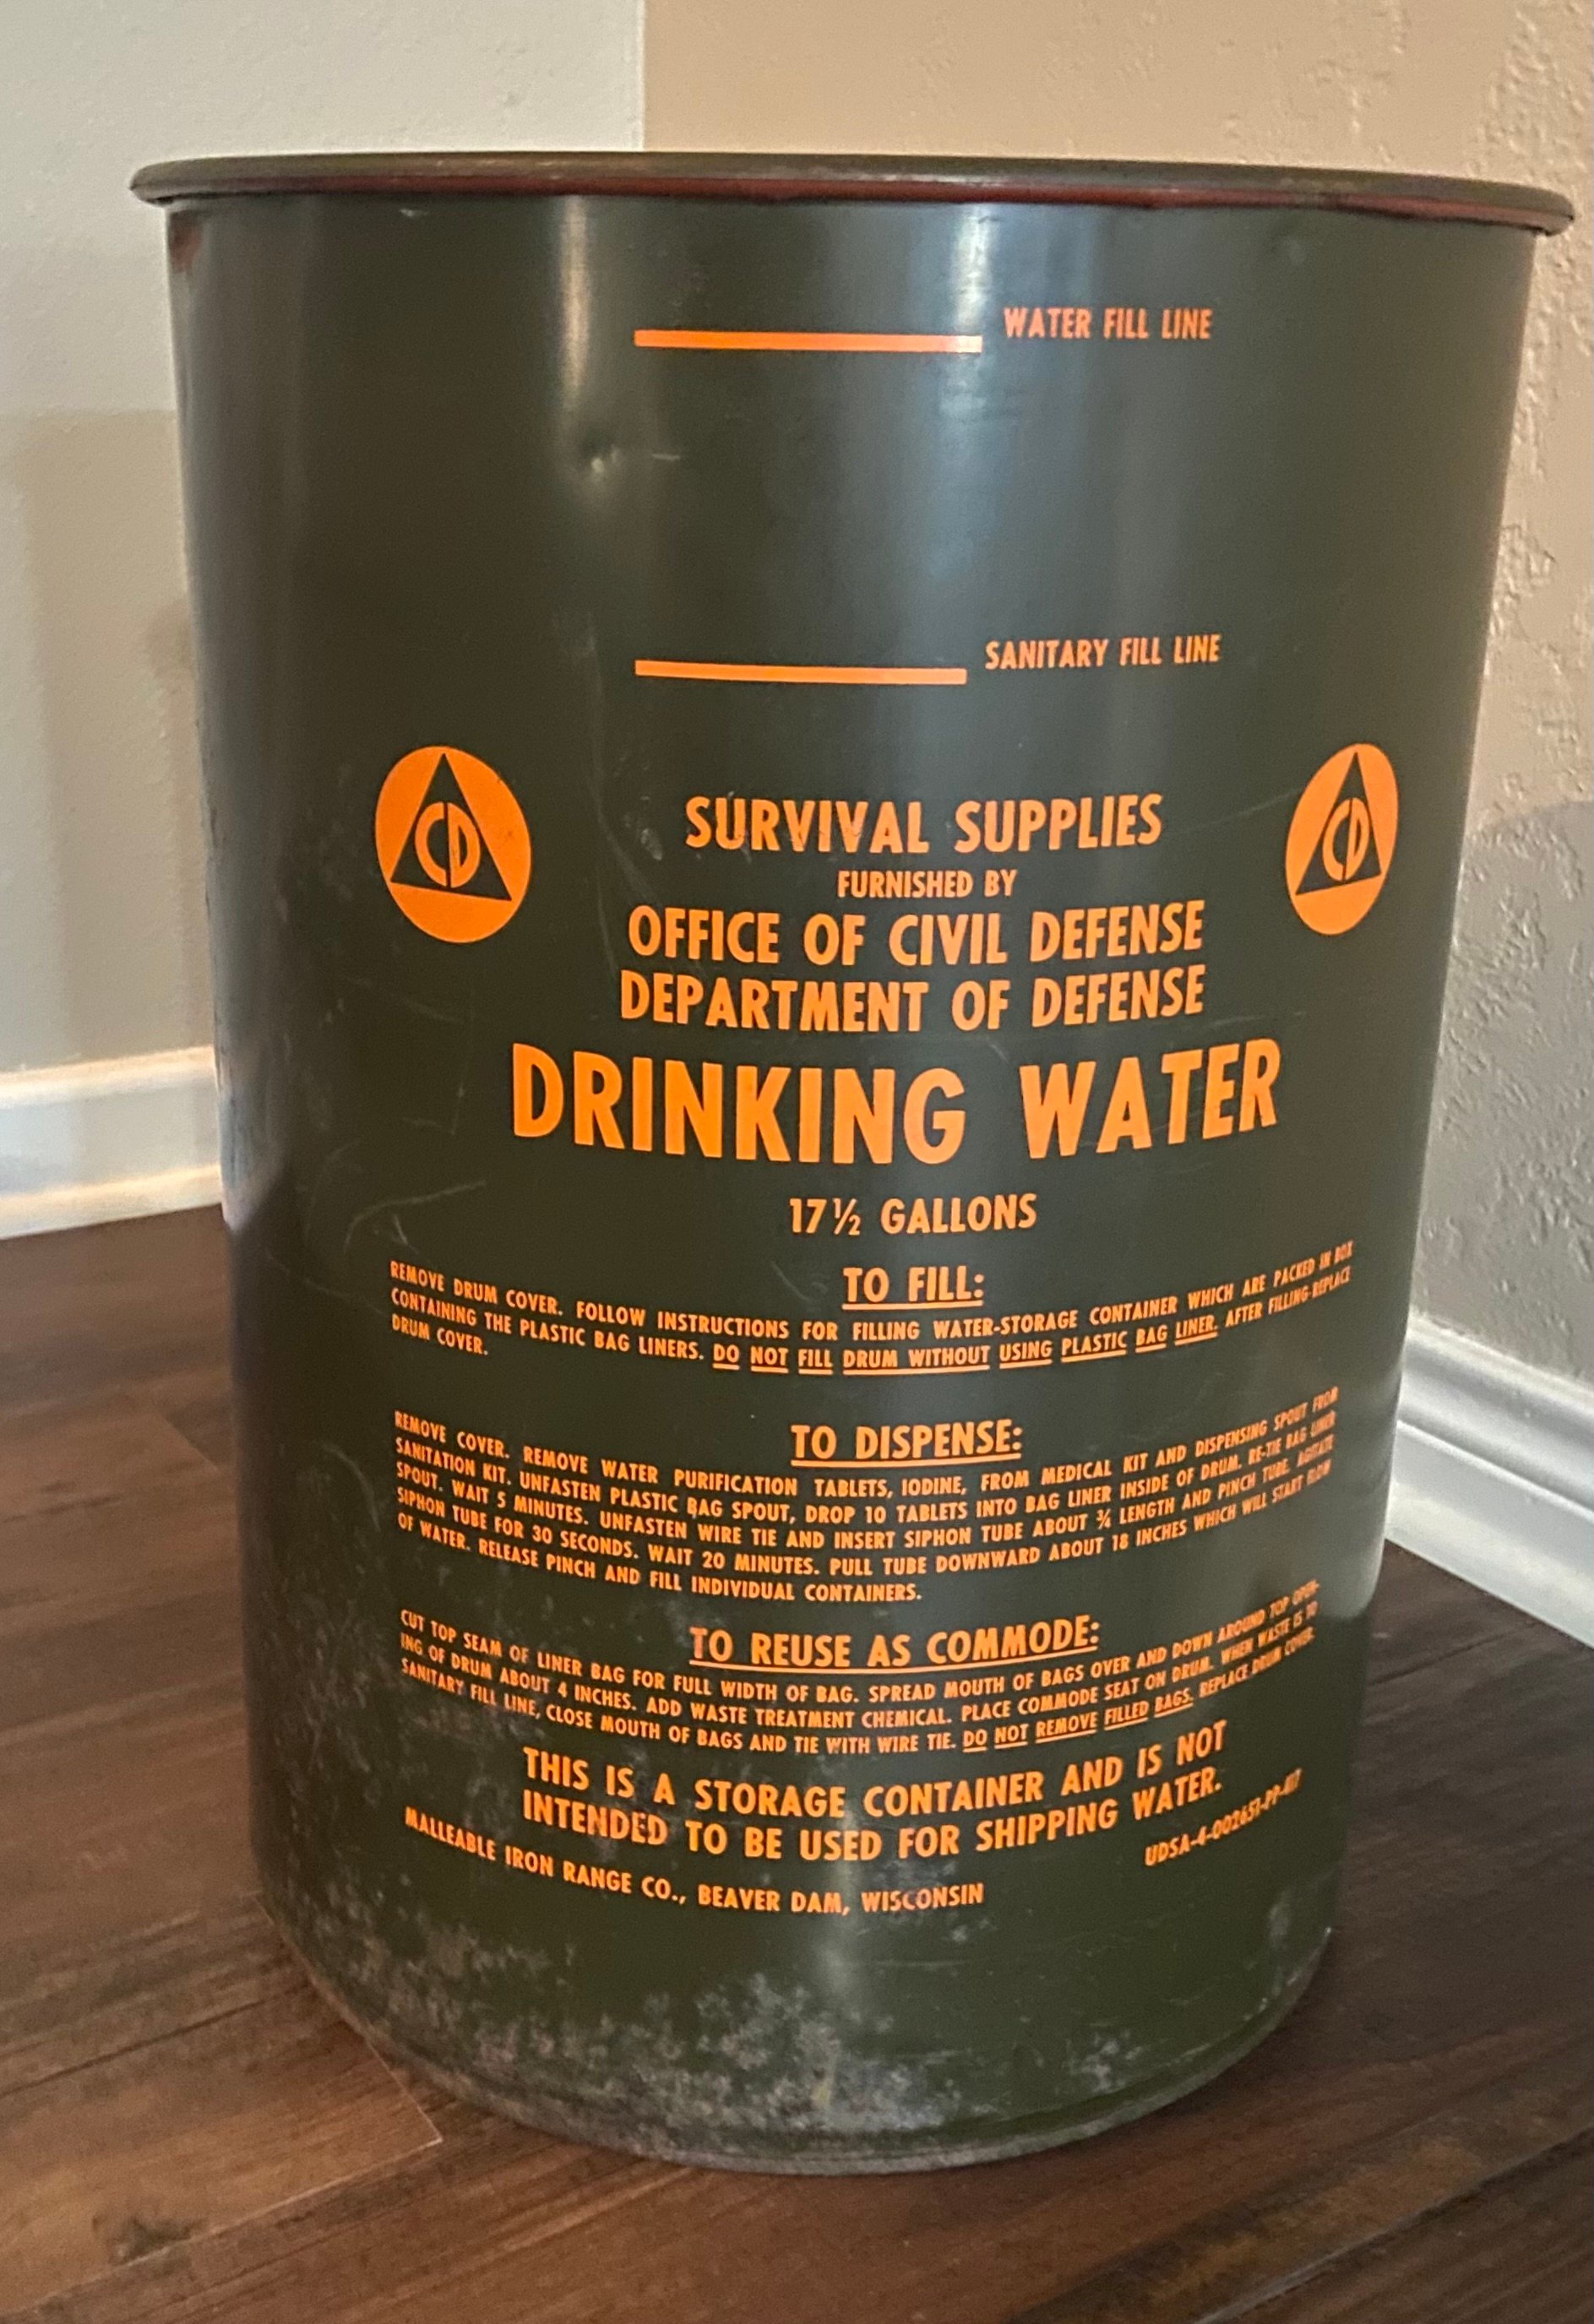 WATER FILL LINE
SANITARY FILL LINE
CD
CD
SURVIVAL SUPPLIES
FURNISHED BY
OFFICE OF CIVIL DEFENSE
DEPARTMENT OF DEFENSE
DRINKING WATER
17½ GALLONS
TO FILL:
REMOVE DRUM COVER. FOLLOW INSTRUCTIONS FOR FILLING WATER-STORAGE CONTAINER WHICH ARE PACKED IN BOX
CONTAINING THE PLASTIC BAG LINERS. DO NOT FILL DRUM WITHOUT USING PLASTIC BAG LINER. AFTER FILLING-REPLACE
DRUM COVER.
TO DISPENSE:
REMOVE COVER. REMOVE WATER PURIFICATION TABLETS, IODINE, FROM MEDICAL KIT AND DISPENSING SPOUT FROM
SANITATION KIT. UNFASTEN PLASTIC BAG SPOUT, DROP 10 TABLETS INTO BAG LINER INSIDE OF DRUM. RE-TIE BAG LINER
SPOUT. WAIT 5 MINUTES. UNFASTEN WIRE TIE AND INSERT SIPHON TUBE ABOUT ¾ LENGTH AND PINCH TUBE. AGITATE
SIPHON TUBE FOR 30 SECONDS. WAIT 20 MINUTES. PULL TUBE DOWNWARD ABOUT 18 INCHES WHICH WILL START FLOW
OF WATER. RELEASE PINCH AND FILL INDIVIDUAL CONTAINERS.
TO REUSE AS COMMODE:
CUT TOP SEAM OF LINER BAG FOR FULL WIDTH OF BAG. SPREAD MOUTH OF BAGS OVER AND DOWN AROUND TOP OPEN-
ING OF DRUM ABOUT 4 INCHES. ADD WASTE TREATMENT CHEMICAL. PLACE COMMODE SEAT ON DRUM. WHEN WASTE IS TO
SANITARY FILL LINE, CLOSE MOUTH OF BAGS AND TIE WITH WIRE TIE. DO NOT REMOVE FILLED BAGS. REPLACE DRUM COVER.
THIS IS A STORAGE CONTAINER AND IS NOT
INTENDED TO BE USED FOR SHIPPING WATER.
MALLEABLE IRON RANGE CO., BEAVER DAM, WISCONSIN